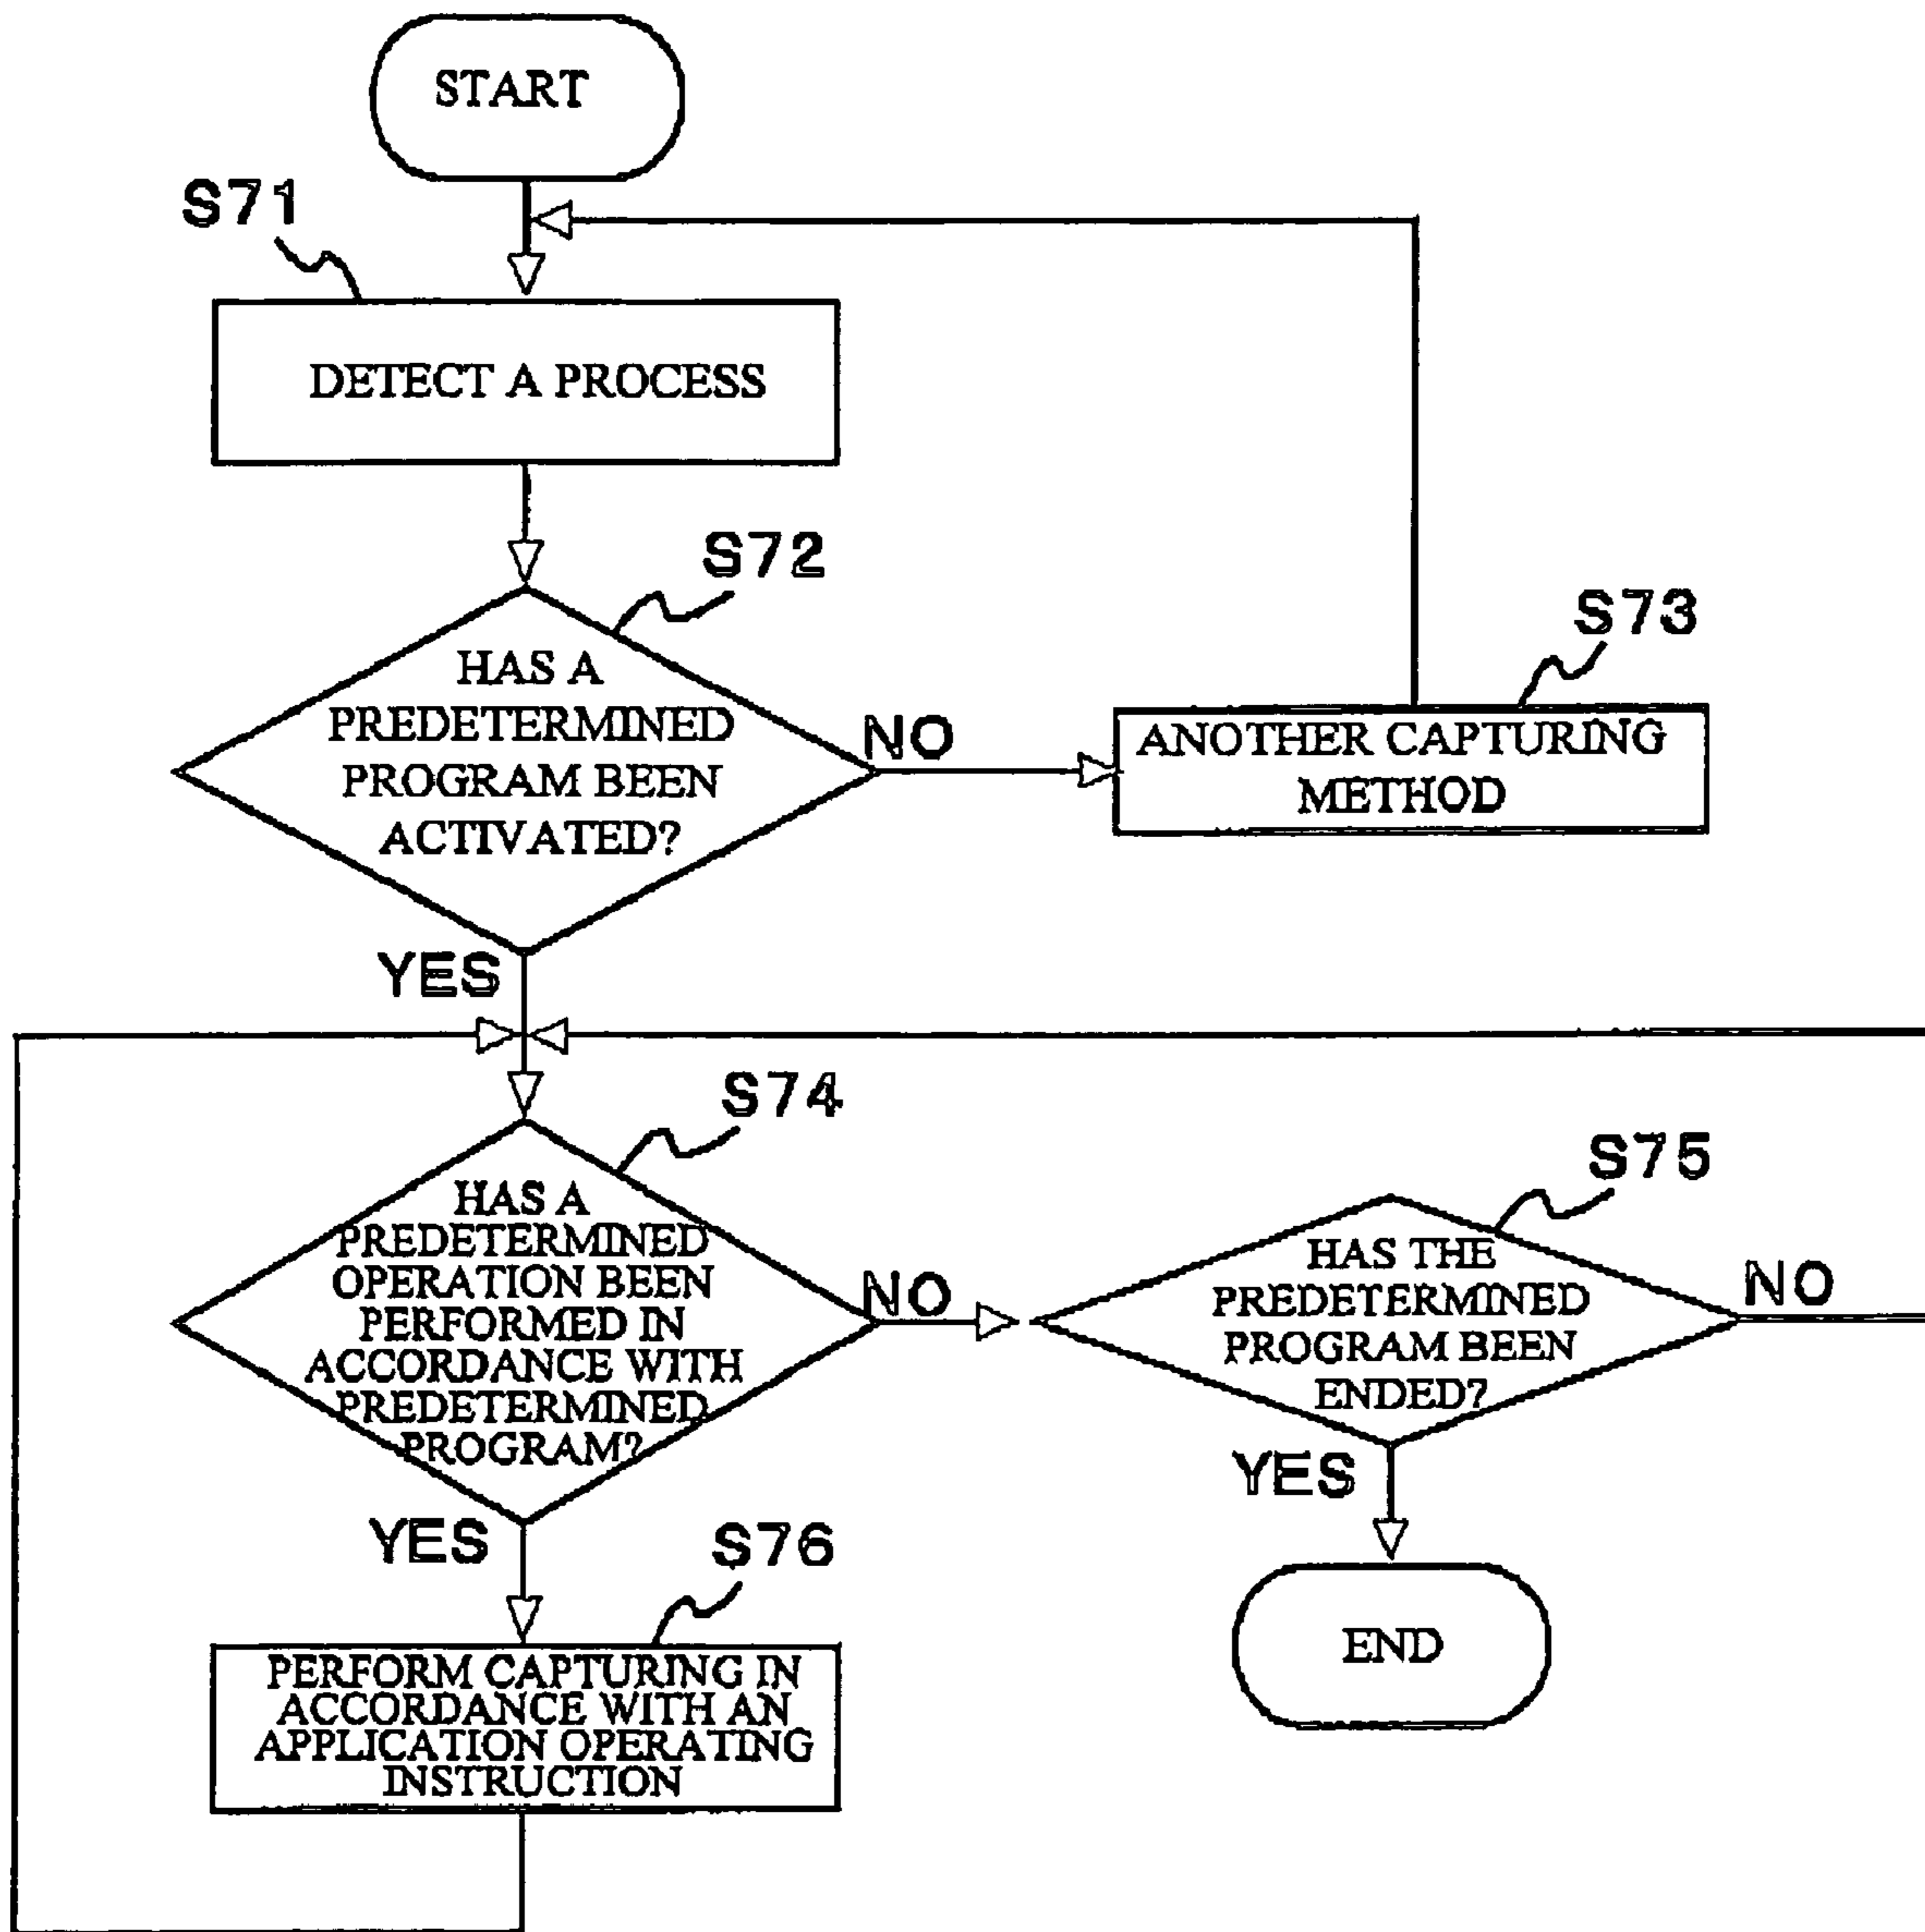 START
S71
DETECT A PROCESS
S72
HAS A
PREDETERMINED
PROGRAM BEEN
ACTIVATED?
NO
S73
ANOTHER CAPTURING
METHOD
YES
S74
HAS A
PREDETERMINED
OPERATION BEEN
PERFORMED IN
ACCORDANCE WITH
PREDETERMINED
PROGRAM?
NO
S75
HAS THE
PREDETERMINED
PROGRAM BEEN
ENDED?
NO
YES
YES
S76
PERFORM CAPTURING IN
ACCORDANCE WITH AN
APPLICATION OPERATING
INSTRUCTION
END